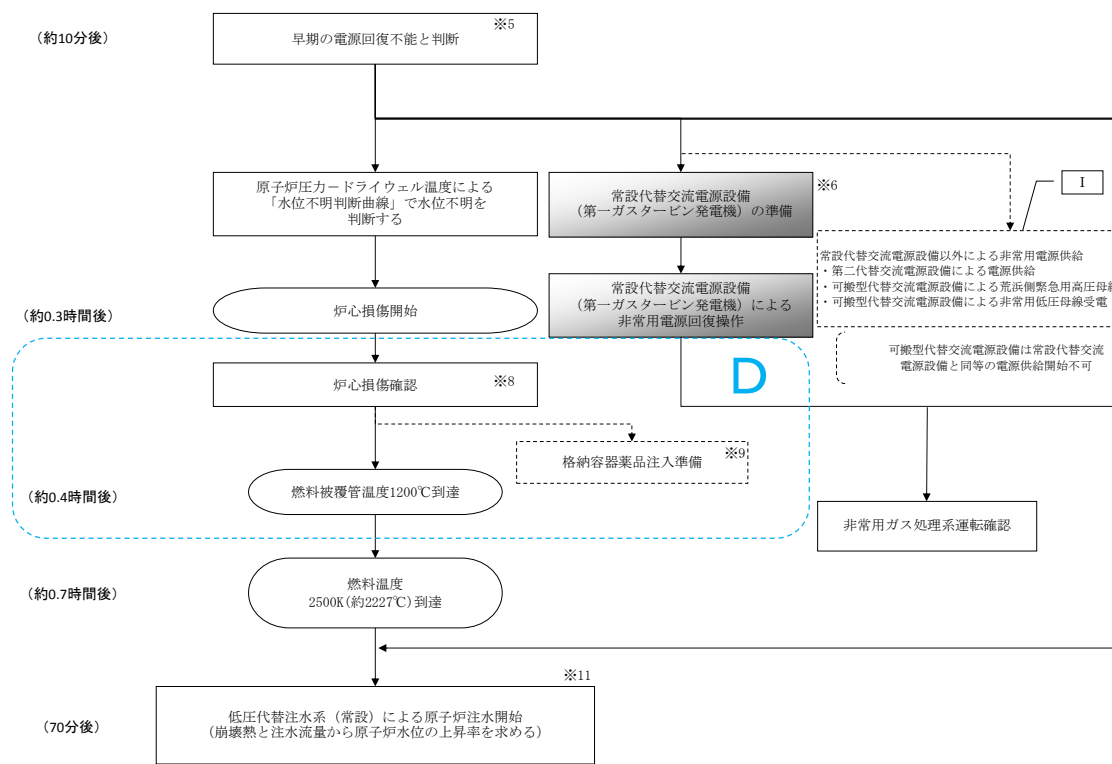 (約10分後)
※5
早期の電源回復不能と判断
原子炉圧力－ドライウェル温度による
「水位不明判断曲線」で水位不明を
判断する
常設代替交流電源設備
(第一ガスタービン発電機)の準備
※6
I
常設代替交流電源設備以外による非常用電源供給
・第二代替交流電源設備による電源供給
・可搬型代替交流電源設備による荒浜側緊急用高圧母
・可搬型代替交流電源設備による非常用低圧母線受電
(約0.3時間後)
炉心損傷開始
常設代替交流電源設備
(第一ガスタービン発電機)による
非常用電源回復操作
可搬型代替交流電源設備は常設代替交流
電源設備と同等の電源供給開始不可
D
※8
炉心損傷確認
※9
格納容器薬品注入準備
(約0.4時間後)
燃料被覆管温度1200℃到達
非常用ガス処理系運転確認
(約0.7時間後)
燃料温度
2500K(約2227℃)到達
※11
(70分後)
低圧代替注水系(常設)による原子炉注水開始
(崩壊熱と注水流量から原子炉水位の上昇率を求める)